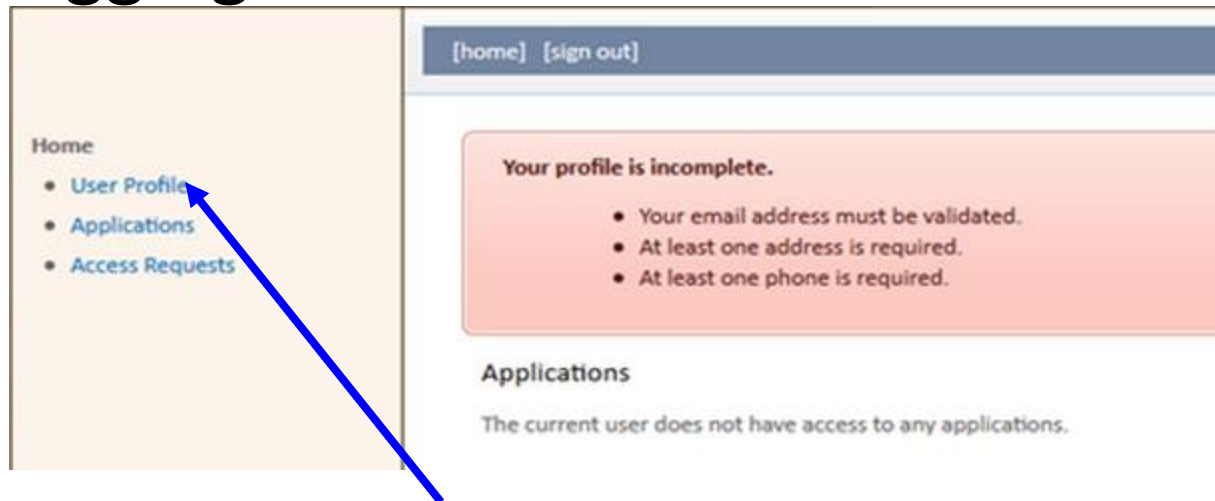 [home] [sign out]
Home
• User Profile
• Applications
• Access Requests
Your profile is incomplete.
• Your email address must be validated.
• At least one address is required.
• At least one phone is required.
Applications
The current user does not have access to any applications.